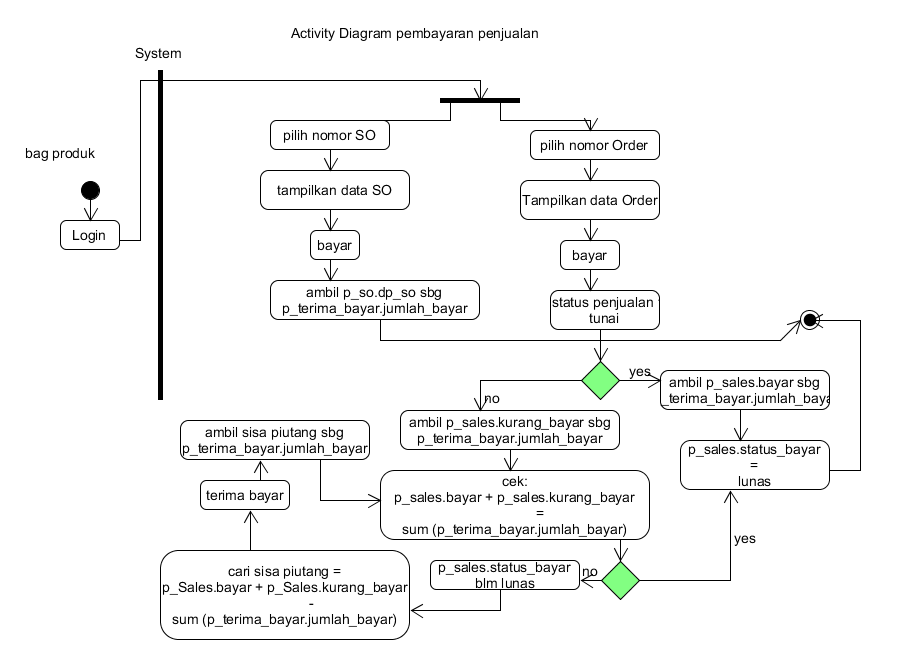 Activity Diagram pembayaran penjualan
System
bag produk
Login
pilih nomor SO
tampilkan data SO
bayar
ambil p_so.dp_so sbg
p_terima_bayar.jumlah_bayar
pilih nomor Order
Tampilkan data Order
bayar
status penjualan
tunai
yes
no
ambil p_sales.bayar sbg
_terima_bayar.jumlah_baya
p_sales.status_bayar
=
lunas
ambil p_sales.kurang_bayar sbg
p_terima_bayar.jumlah_bayar
cek:
p_sales.bayar + p_sales.kurang_bayar
=
sum (p_terima_bayar.jumlah_bayar)
yes
no
p_sales.status_bayar
blm lunas
cari sisa piutang =
p_Sales.bayar + p_Sales.kurang_bayar
-
sum (p_terima_bayar.jumlah_bayar)
terima bayar
ambil sisa piutang sbg
p_terima_bayar.jumlah_bayar